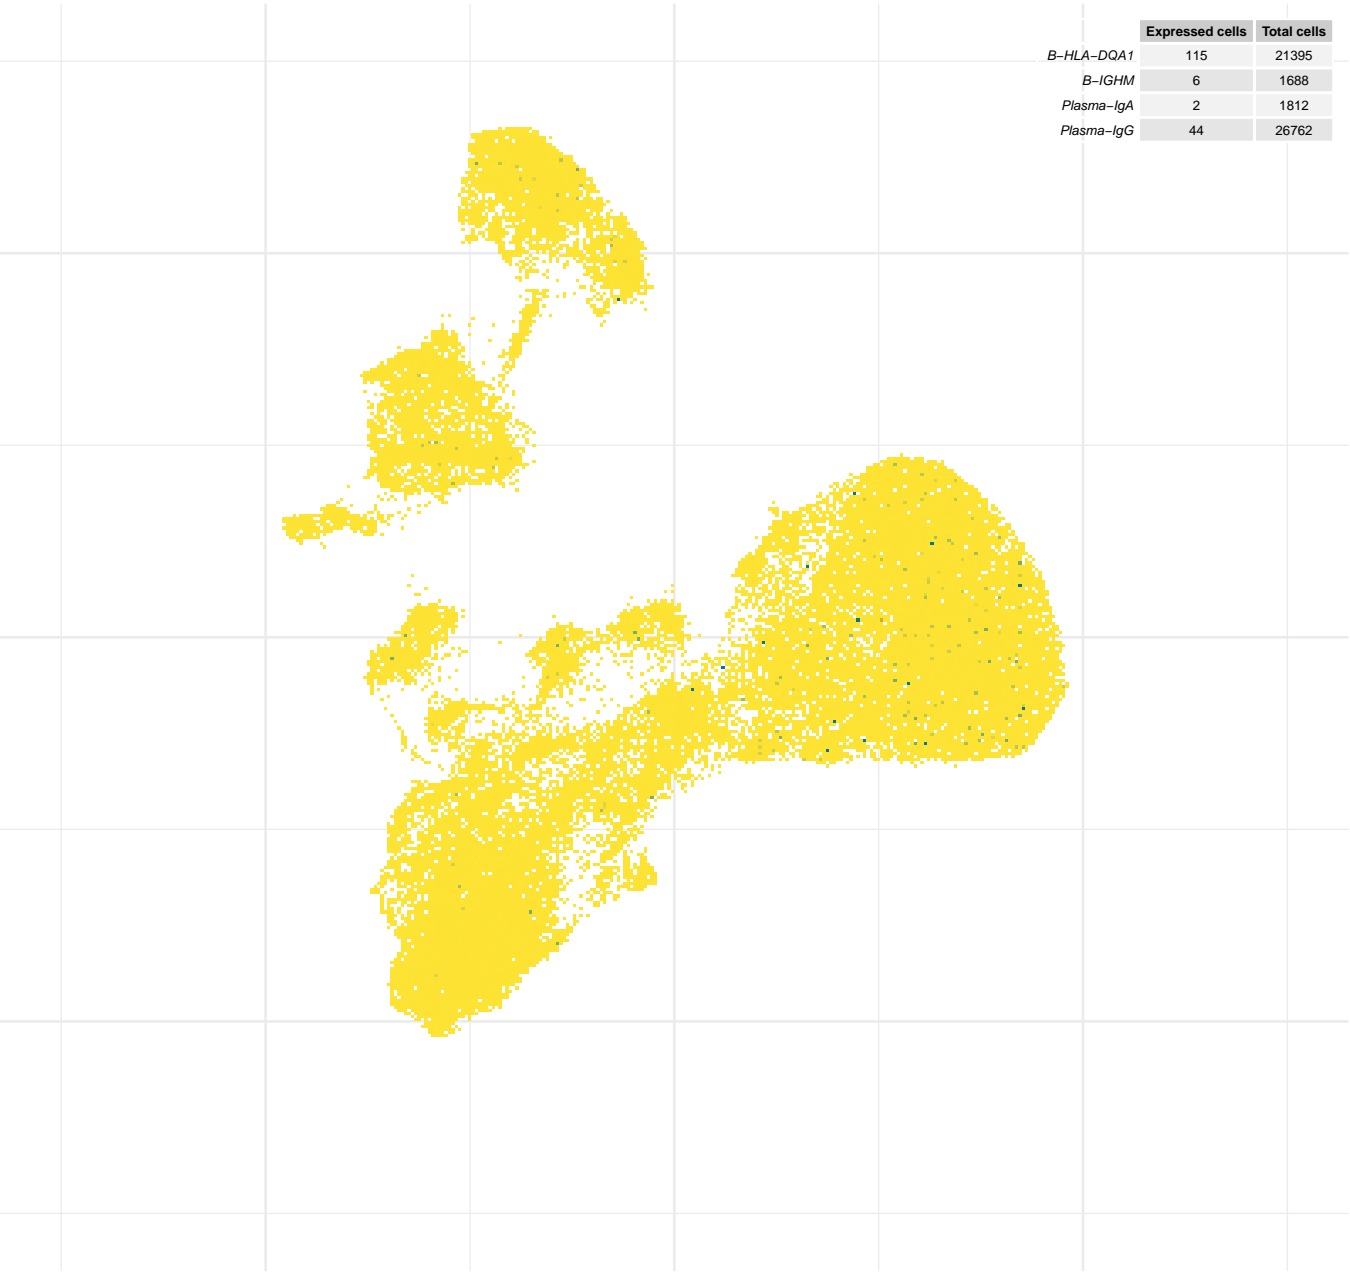 Expressed cells Total cells
B−HLA−DQA1 115 21395
B−IGHM 6 1688
Plasma−IgA 2 1812
Plasma−IgG 44 26762